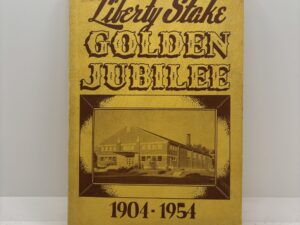 Liberty Stake
GOLDEN
JUBILEE
1904 - 1954